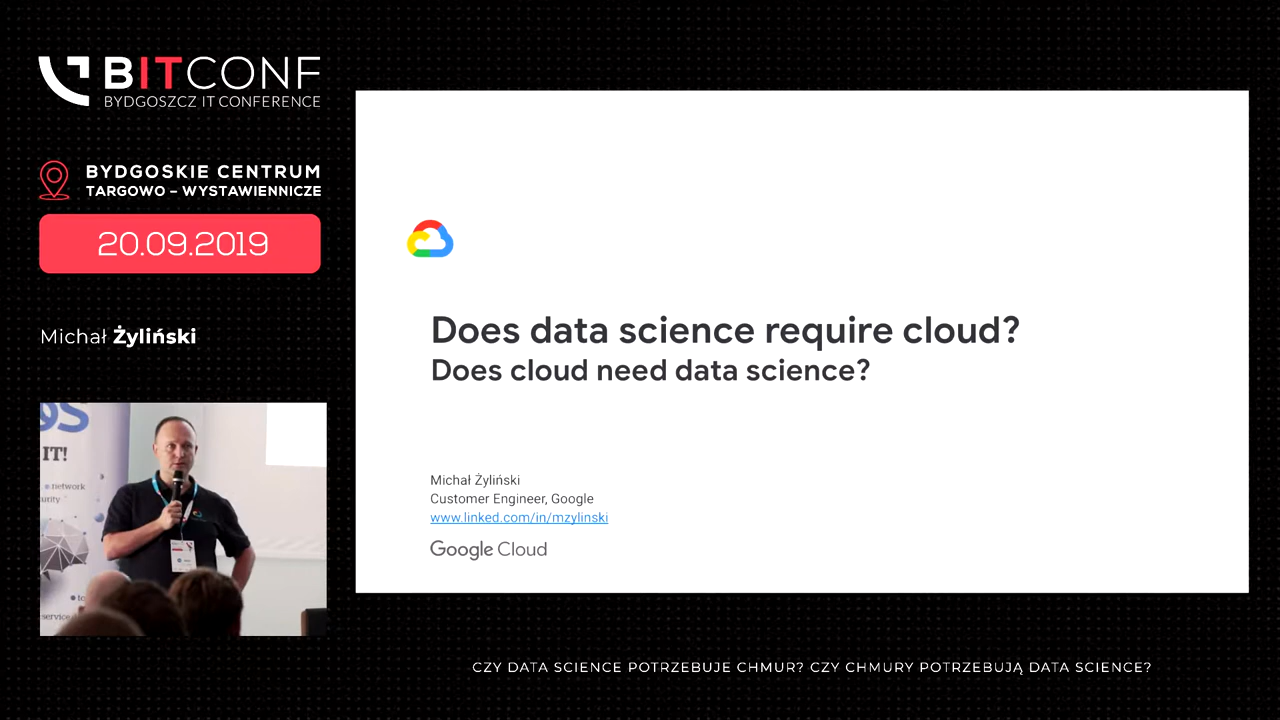 BITCONF
BYDGOSZCZ IT CONFERENCE
BYDGOSKIE CENTRUM
TARGOWO – WYSTAWIENNICZE
20.09.2019
Michał Żyliński
IT!
network
Does data science require cloud?
Does cloud need data science?
Michał Żyliński
Customer Engineer, Google
www.linked.com/in/mzylinski
Google Cloud
CZY DATA SCIENCE POTRZEBUJE CHMUR? CZY CHMURY POTRZEBUJĄ DATA SCIENCE?